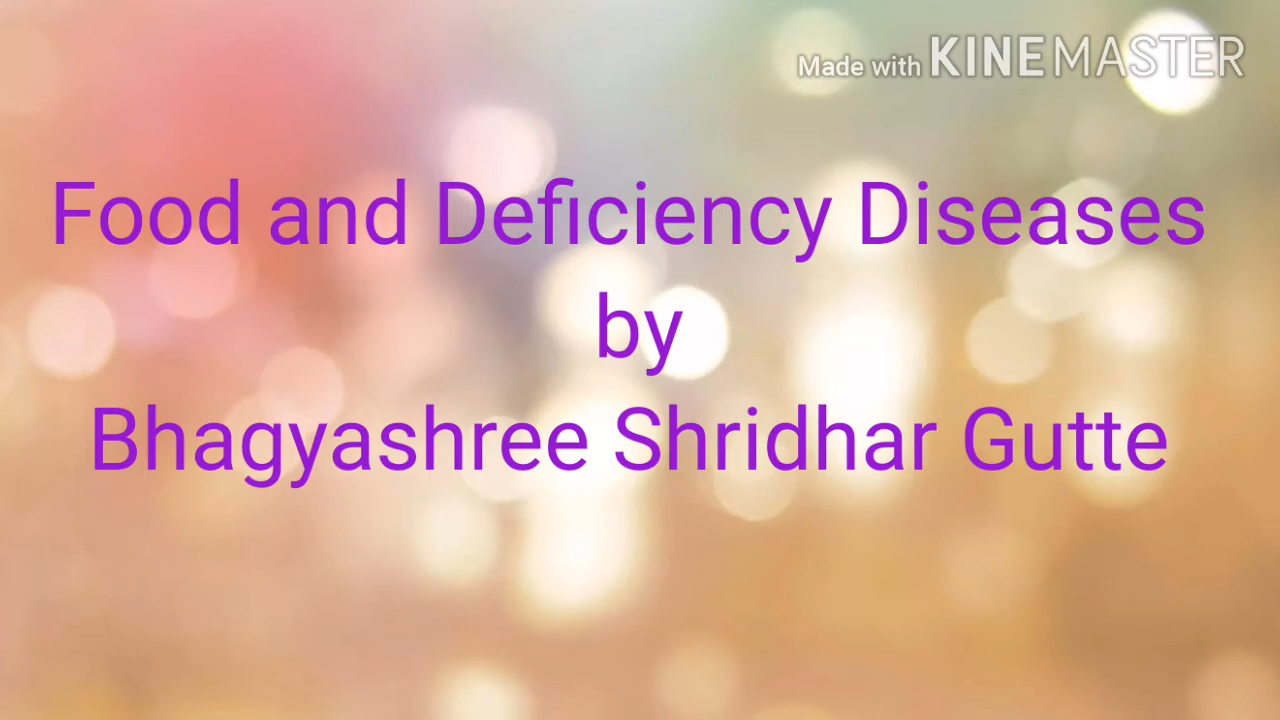 Made with KINEMASTER
Food and Deficiency Diseases
by
Bhagyashree Shridhar Gutte